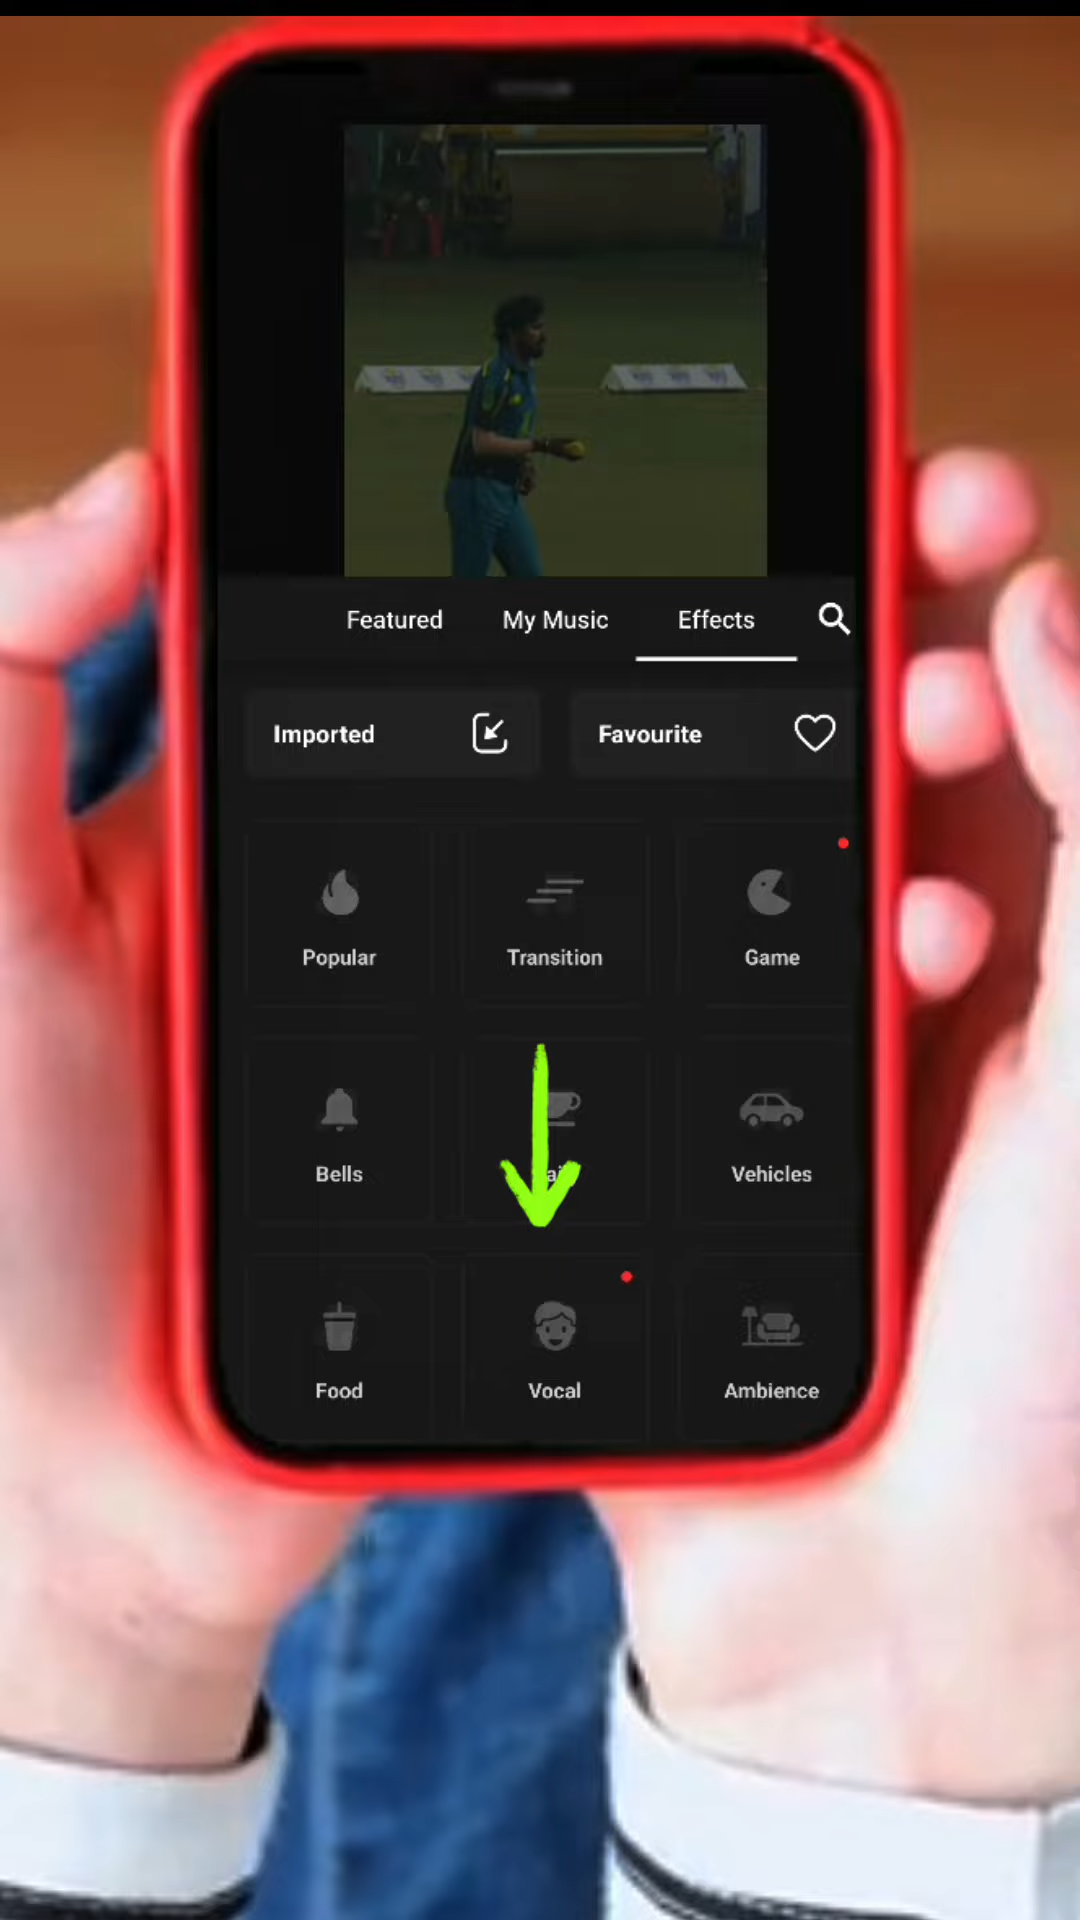 Featured My Music Effects
Imported Favourite
Popular Transition Game
Bells Vehicles
Food Vocal Ambience